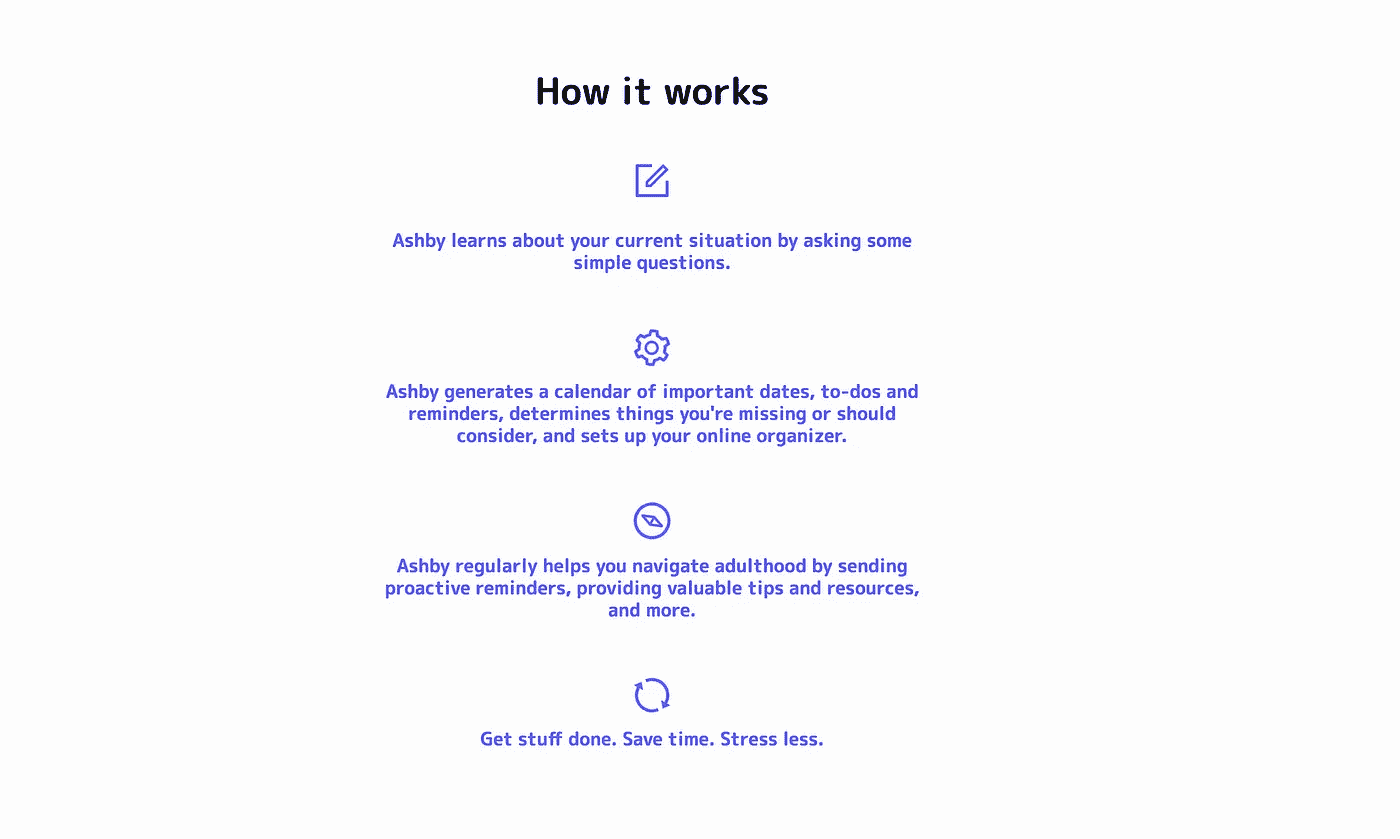 How it works
Ashby learns about your current situation by asking some
simple questions.
Ashby generates a calendar of important dates, to-dos and
reminders, determines things you're missing or should
consider, and sets up your online organizer.
Ashby regularly helps you navigate adulthood by sending
proactive reminders, providing valuable tips and resources,
and more.
Get stuff done. Save time. Stress less.